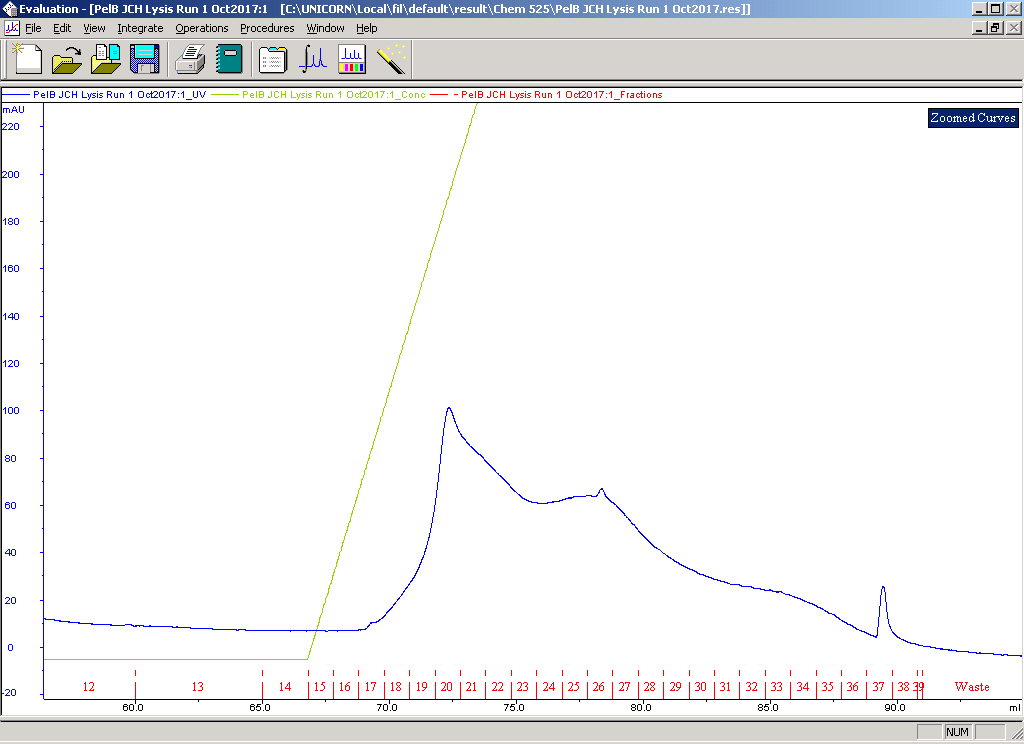 Evaluation - [PelB JCH Lysis Run 1 Oct2017:1 [C:\UNICORN\Local\fil\default\result\Chem 525\PelB JCH Lysis Run 1 Oct2017.res]]
File Edit View Integrate Operations Procedures Window Help
PelB JCH Lysis Run 1 Oct2017:1_UV PelB JCH Lysis Run 1 Oct2017:1_Conc PelB JCH Lysis Run 1 Oct2017:1_Fractions
mAU
Zoomed Curves
220
200
180
160
140
120
100
80
60
40
20
0
-20
12 13 14 15 16 17 18 19 20 21 22 23 24 25 26 27 28 29 30 31 32 33 34 35 36 37 38 39 Waste
60.0 65.0 70.0 75.0 80.0 85.0 90.0 ml
NUM